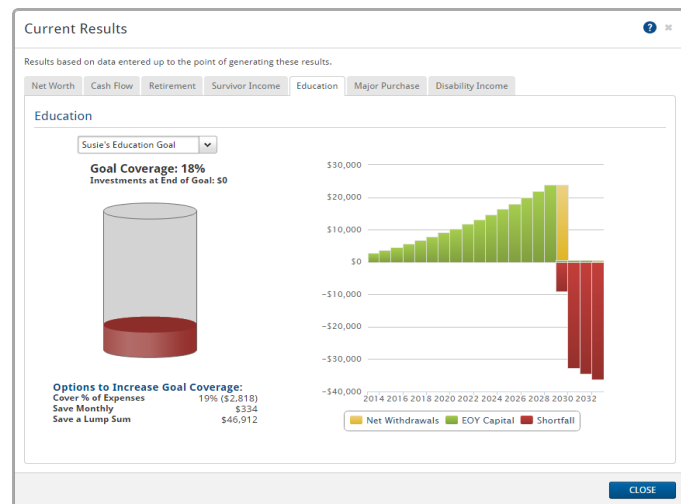 Current Results
?
Results based on data entered up to the point of generating these results.
Net Worth Cash Flow Retirement Survivor Income Education Major Purchase Disability Income
Education
Susie's Education Goal
Goal Coverage: 18%
Investments at End of Goal: $0
$30,000
$20,000
$10,000
$0
-$10,000
-$20,000
-$30,000
-$40,000
2014 2016 2018 2020 2022 2024 2026 2028 2030 2032
Net Withdrawals EOY Capital Shortfall
Options to Increase Goal Coverage:
Cover % of Expenses 19% ($2,818)
Save Monthly $334
Save a Lump Sum $46,912
CLOSE